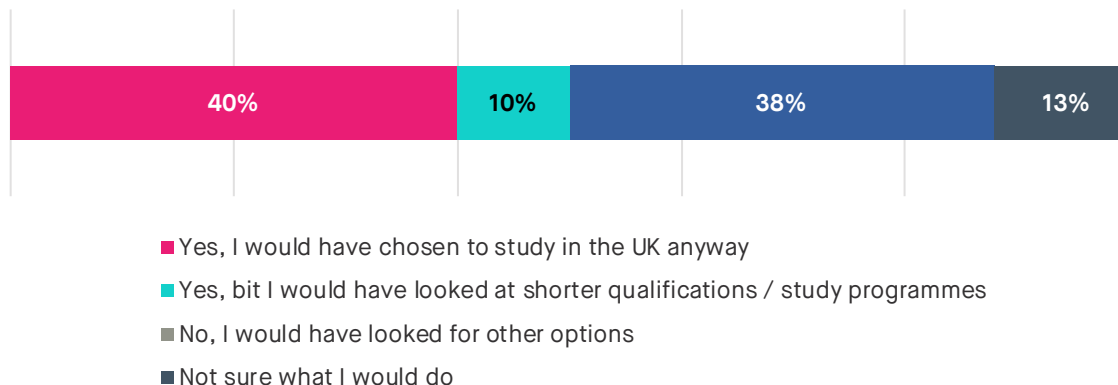 40% 10% 38% 13%
Yes, I would have chosen to study in the UK anyway
Yes, bit I would have looked at shorter qualifications / study programmes
No, I would have looked for other options
Not sure what I would do